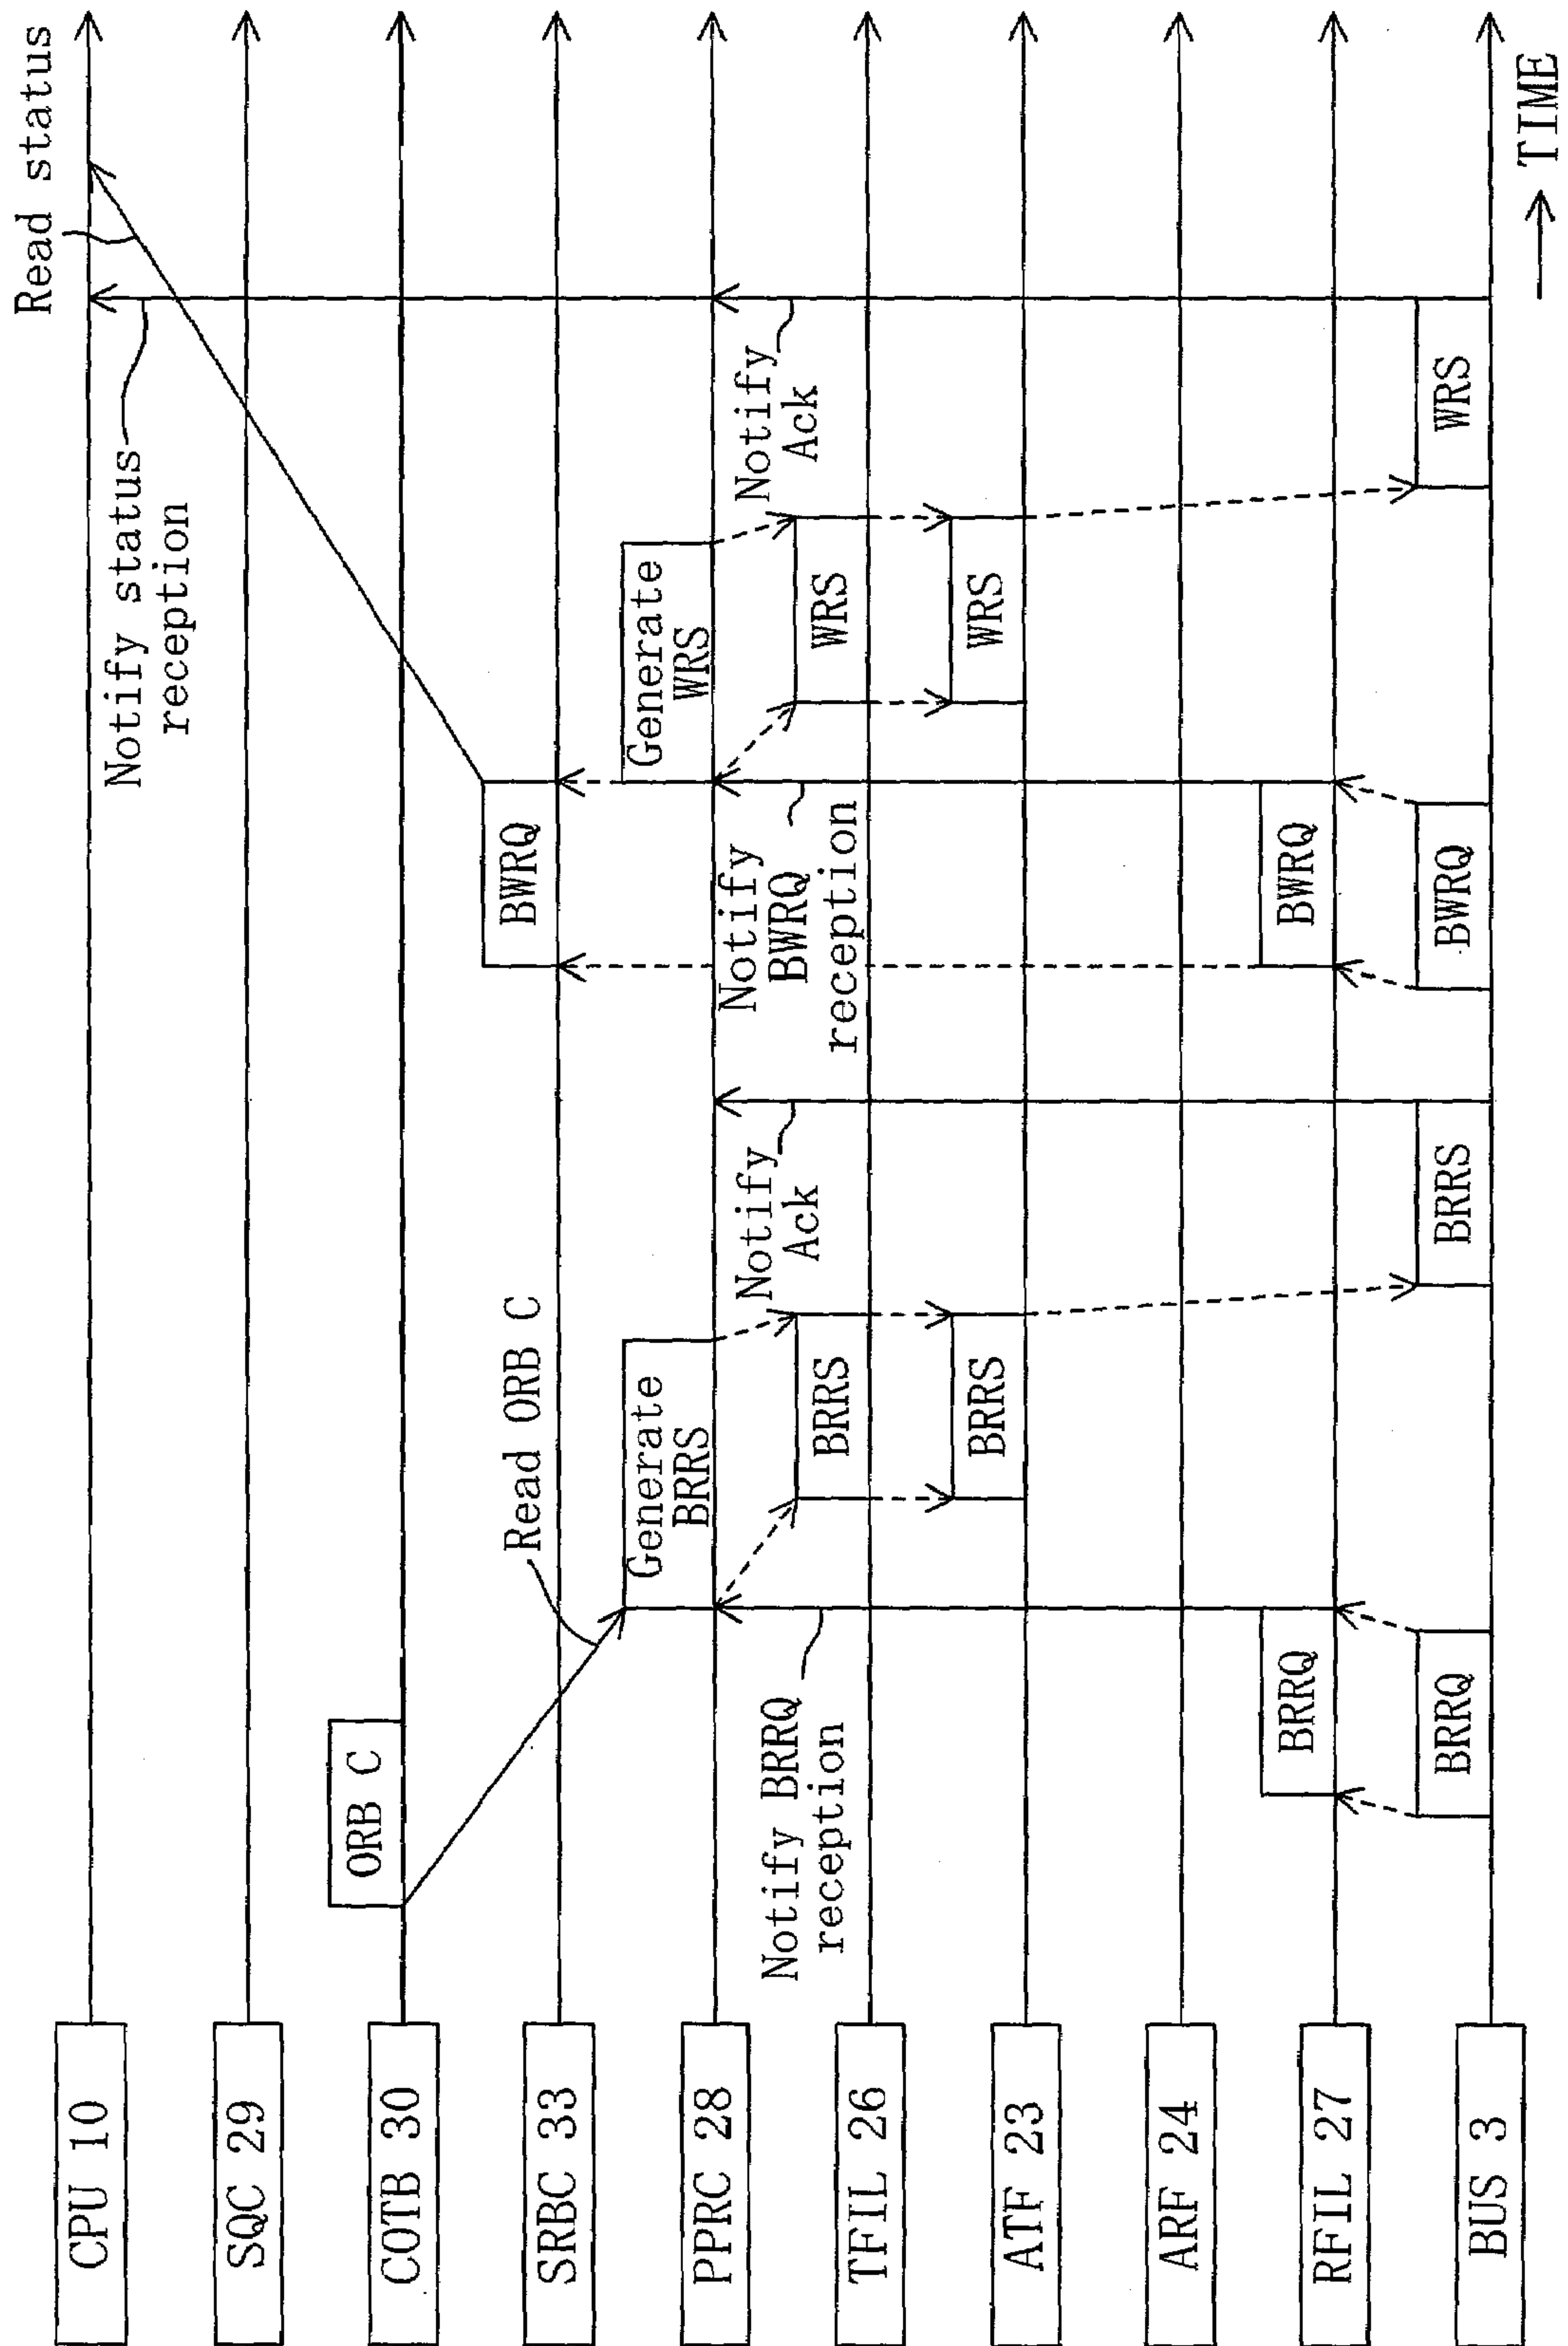 CPU 10
SQC 29
COTB 30
SRBC 33
PPRC 28
TFIL 26
ATF 23
ARF 24
RFIL 27
BUS 3
Read status
Notify status
reception
ORB C
Read ORB C
BWRQ
Generate
BRRS
Generate
WRS
Notify BRRQ
reception
Notify
Ack
Notify
BWRQ
reception
Notify
Ack
BRRS
WRS
BRRS
WRS
BRRQ
BWRQ
BRRQ
BRRS
BWRQ
WRS
TIME